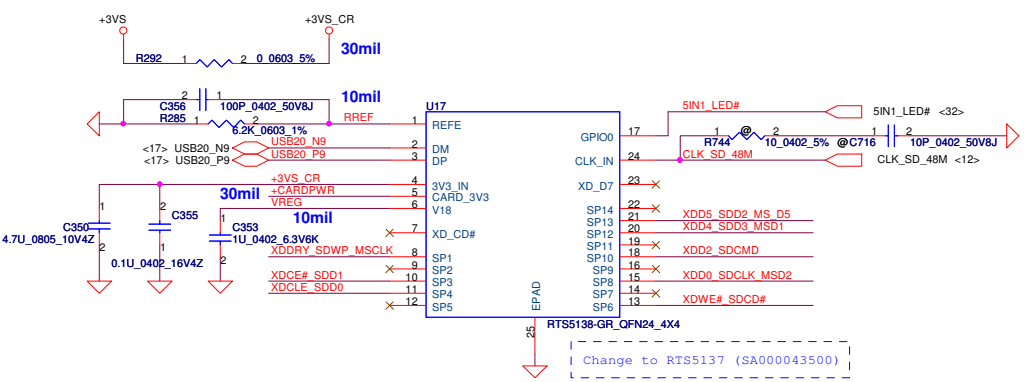 +3VS +3VS_CR
30mil
R292 1 2 0_0603_5%
2 1
C356 100P_0402_50V8J 10mil
R285 1 2
6.2K_0603_1% RREF
U17
1 REFE
<17> USB20_N9 USB20_N9 2 DM
<17> USB20_P9 USB20_P9 3 DP
+3VS_CR 4 3V3_IN
30mil +CARDPWR 5 CARD_3V3
VREG 6 V18
10mil
7 XD_CD#
XDDRY_SDWP_MSCLK 8 SP1
9 SP2
XDCE#_SDD1 10 SP3
XDCLE_SDD0 11 SP4
12 SP5
C350 1 2
4.7U_0805_10V4Z
C355 2 1
0.1U_0402_16V4Z
C353 1 2
1U_0402_6.3V6K
GPIO0 17 5IN1_LED# 5IN1_LED# <32>
CLK_IN 24 CLK_SD_48M CLK_SD_48M <12>
R744 1 @ 2 10_0402_5% @C716 1 2 10P_0402_50V8J
XD_D7 23
SP14 22
SP13 21 XDD5_SDD2_MS_D5
SP12 20 XDD4_SDD3_MSD1
SP11 19
SP10 18 XDD2_SDCMD
SP9 16
SP8 15 XDD0_SDCLK_MSD2
SP7 14
SP6 13 XDWE#_SDCD#
EPAD
25
RTS5138-GR_QFN24_4X4
Change to RTS5137 (SA000043500)